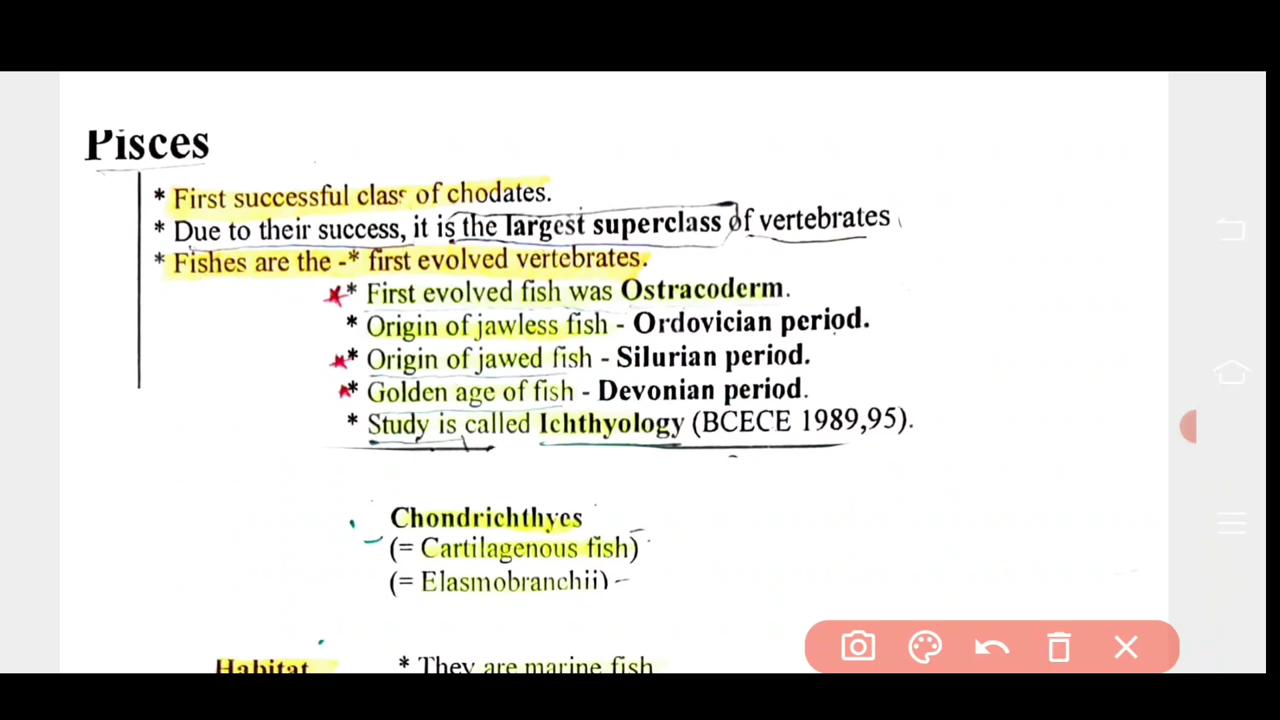 Pisces
* First successful class of chodates.
* Due to their success, it is the largest superclass of vertebrates
* Fishes are the -* first evolved vertebrates.
* First evolved fish was Ostracoderm.
* Origin of jawless fish - Ordovician period.
* Origin of jawed fish - Silurian period.
* Golden age of fish - Devonian period.
* Study is called Ichthyology (BCECE 1989,95).
Chondrichthyes
(= Cartilagenous fish)
(= Elasmobranchii)
Habitat * They are marine fish